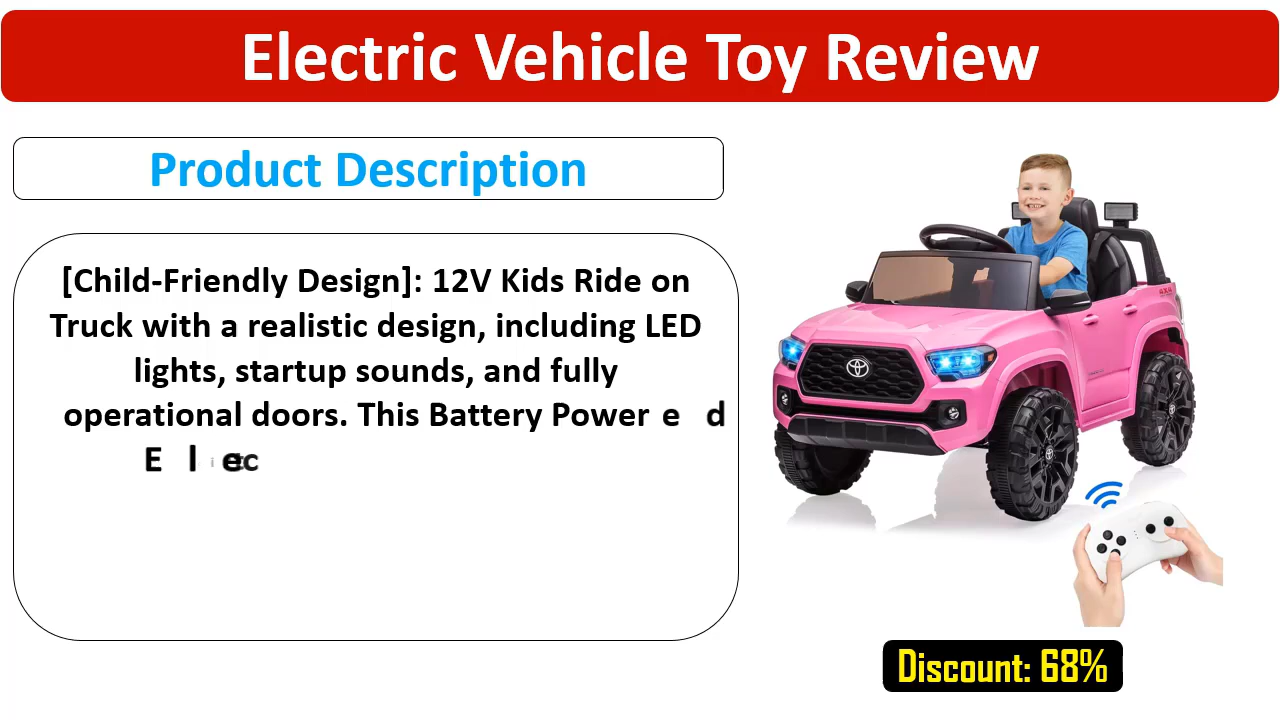 Electric Vehicle Toy Review
Product Description
[Child-Friendly Design]: 12V Kids Ride on
Truck with a realistic design, including LED
lights, startup sounds, and fully
operational doors. This Battery Powered
Discount: 68%